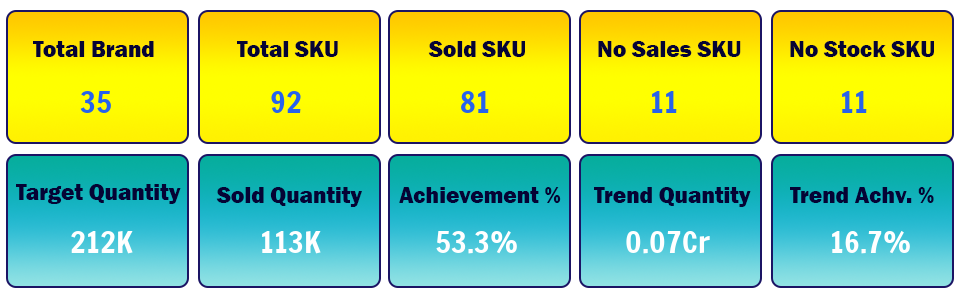 Total Brand
35
Total SKU
92
Sold SKU
81
No Sales SKU
11
No Stock SKU
11
Target Quantity
212K
Sold Quantity
113K
Achievement %
53.3%
Trend Quantity
0.07Cr
Trend Achv. %
16.7%